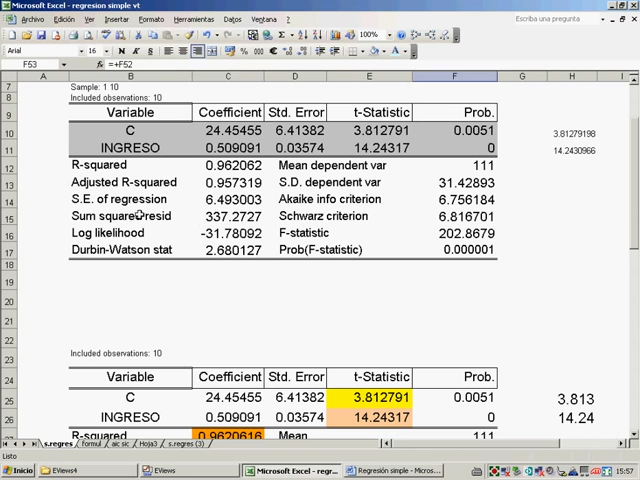 Microsoft Excel - regresion simple vt
Archivo Edición Ver Insertar Formato Herramientas Datos Ventana ? Escriba una pregunta
100%
Arial 16 N K S
F53 =+F52
A B C D E F G H I
7 Sample: 1 10
8 Included observations: 10
9 Variable Coefficient Std. Error t-Statistic Prob.
10 C 24.45455 6.41382 3.812791 0.0051 3.81279198
11 INGRESO 0.509091 0.03574 14.24317 0 14.2430966
12 R-squared 0.962062 Mean dependent var 111
13 Adjusted R-squared 0.957319 S.D. dependent var 31.42893
14 S.E. of regression 6.493003 Akaike info criterion 6.756184
15 Sum squared resid 337.2727 Schwarz criterion 6.816701
16 Log likelihood -31.78092 F-statistic 202.8679
17 Durbin-Watson stat 2.680127 Prob(F-statistic) 0.000001
18
19
20
21
22
23 Included observations: 10
24 Variable Coefficient Std. Error t-Statistic Prob.
25 C 24.45455 6.41382 3.812791 0.0051 3.813
26 INGRESO 0.509091 0.03574 14.24317 0 14.24
R-squared 0.9620616 Mean 111
s.regres formul aic sic Hoja3 s.regres (3)
Listo
Inicio EViews4 EViews Microsoft Excel - regr... Regresión simple - Micros... 15:57